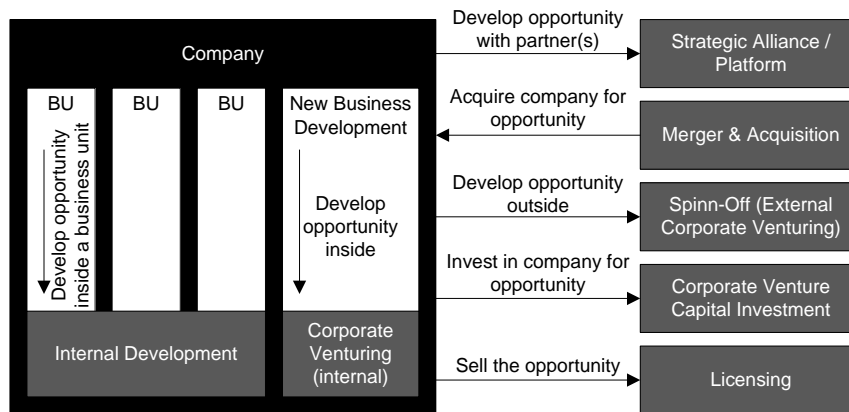 Company
BU
BU
BU
New Business
Development
Develop opportunity
inside a business unit
Develop
opportunity
inside
Internal Development
Corporate
Venturing
(internal)
Develop opportunity
with partner(s)
Strategic Alliance /
Platform
Acquire company for
opportunity
Merger & Acquisition
Develop opportunity
outside
Spinn-Off (External
Corporate Venturing)
Invest in company for
opportunity
Corporate Venture
Capital Investment
Sell the opportunity
Licensing